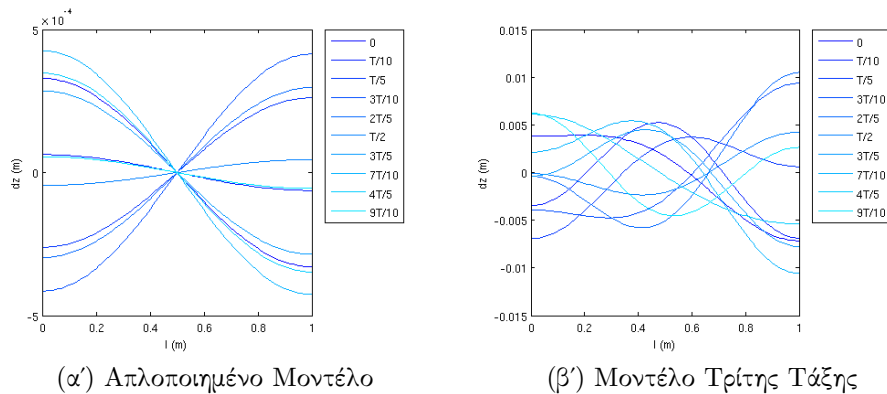 × 10⁻⁴
5
0
-5
0
0.2
0.4
0.6
0.8
1
dz (m)
l (m)
0
T/10
T/5
3T/10
2T/5
T/2
3T/5
7T/10
4T/5
9T/10
(α′) Απλοποιημένο Μοντέλο
0.015
0.01
0.005
0
-0.005
-0.01
-0.015
0
0.2
0.4
0.6
0.8
1
dz (m)
l (m)
0
T/10
T/5
3T/10
2T/5
T/2
3T/5
7T/10
4T/5
9T/10
(β′) Μοντέλο Τρίτης Τάξης